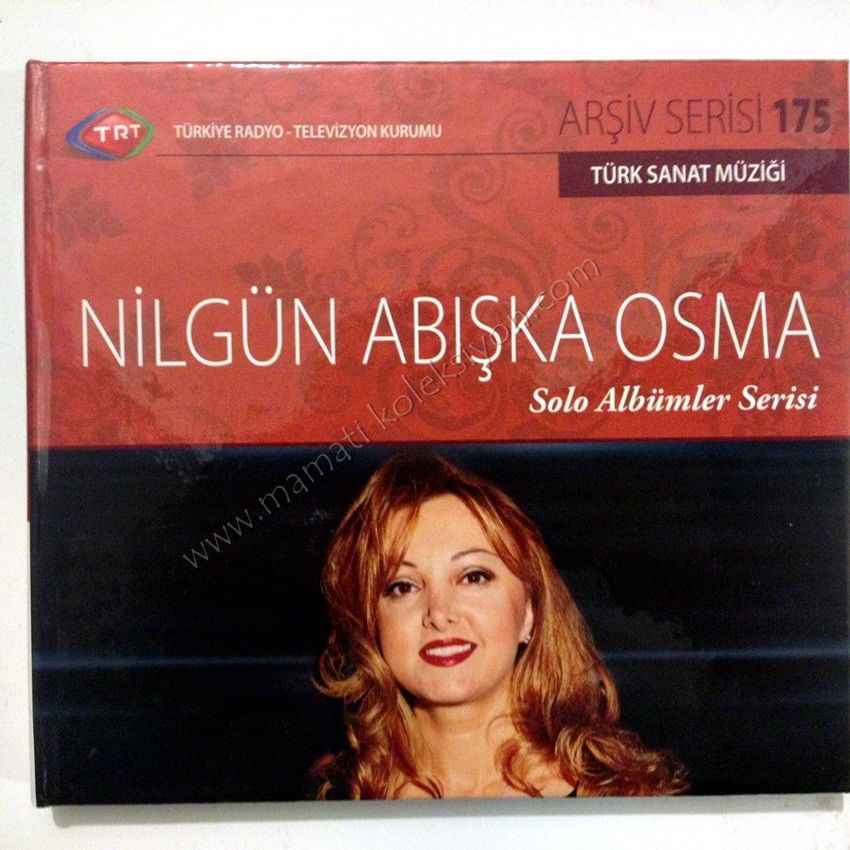 TRT
TÜRKİYE RADYO - TELEVİZYON KURUMU
ARŞİV SERİSİ 175
TÜRK SANAT MÜZİĞİ
NİLGÜN ABIŞKA OSMA
Solo Albümler Serisi
www.mamati koleksiyon.com